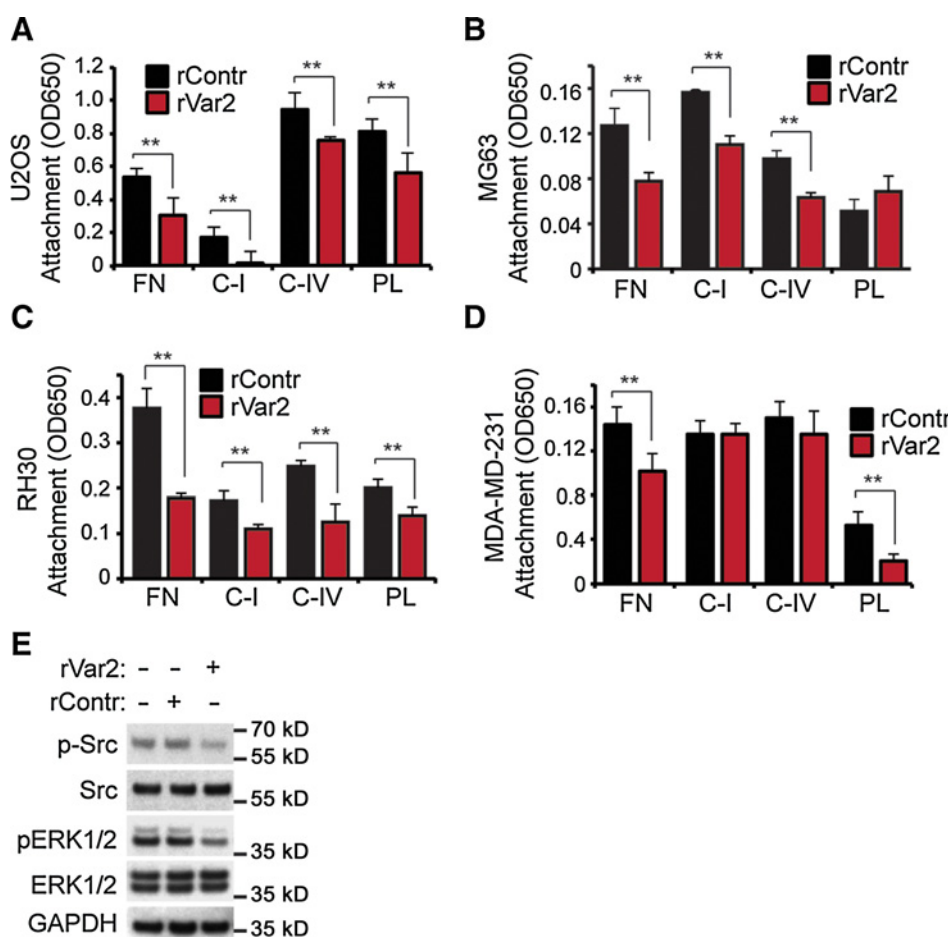 A
U2OS
Attachment (OD650)
1.2
1.0
0.8
0.6
0.4
0.2
0
rContr
rVar2
**
**
**
**
FN
C-I
C-IV
PL
B
MG63
Attachment (OD650)
0.16
0.12
0.08
0.04
0
rContr
rVar2
**
**
**
FN
C-I
C-IV
PL
C
RH30
Attachment (OD650)
0.4
0.3
0.2
0.1
0
rContr
rVar2
**
**
**
**
FN
C-I
C-IV
PL
D
MDA-MD-231
Attachment (OD650)
0.16
0.12
0.8
0.4
0
rContr
rVar2
**
**
FN
C-I
C-IV
PL
E
rVar2: - - +
rContr: - + -
p-Src
70 kD
55 kD
Src
55 kD
pERK1/2
35 kD
ERK1/2
35 kD
GAPDH
35 kD